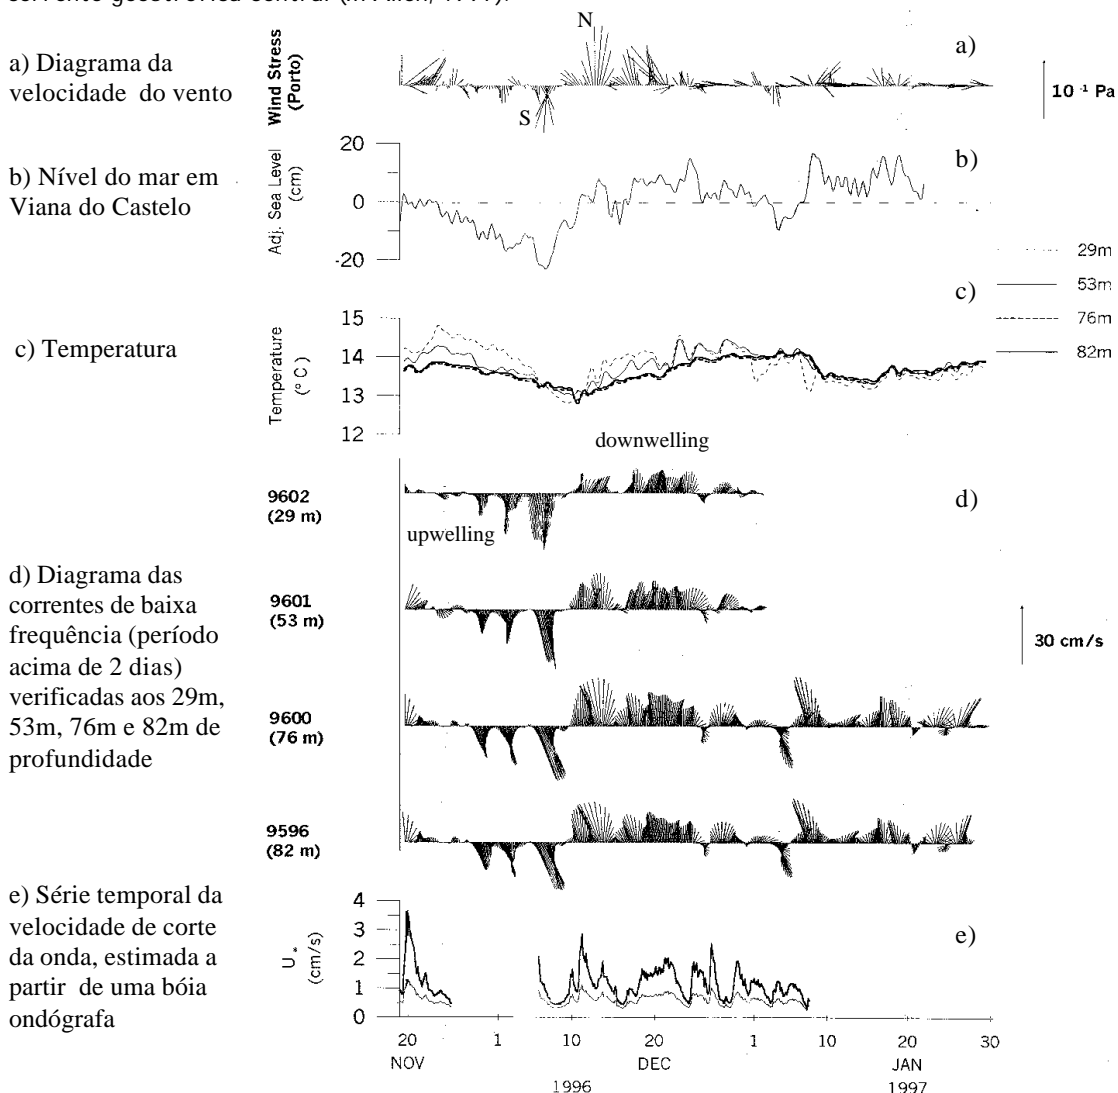 corrente geostrófica central
a) Diagrama da
velocidade do vento
Wind Stress
(Porto)
N
S
a)
10 -1 Pa
b) Nível do mar em
Viana do Castelo
Adj. Sea Level
(cm)
20
0
-20
b)
29m
53m
76m
82m
c)
c) Temperatura
Temperature
(° C)
15
14
13
12
downwelling
upwelling
9602
(29 m)
d)
d) Diagrama das
correntes de baixa
frequência (período
acima de 2 dias)
verificadas aos 29m,
53m, 76m e 82m de
profundidade
9601
(53 m)
30 cm/s
9600
(76 m)
9596
(82 m)
e) Série temporal da
velocidade de corte
da onda, estimada a
partir de uma bóia
ondógrafa
U*
(cm/s)
4
3
2
1
0
e)
20 1 10 20 1 10 20 30
NOV DEC JAN
1996 1997